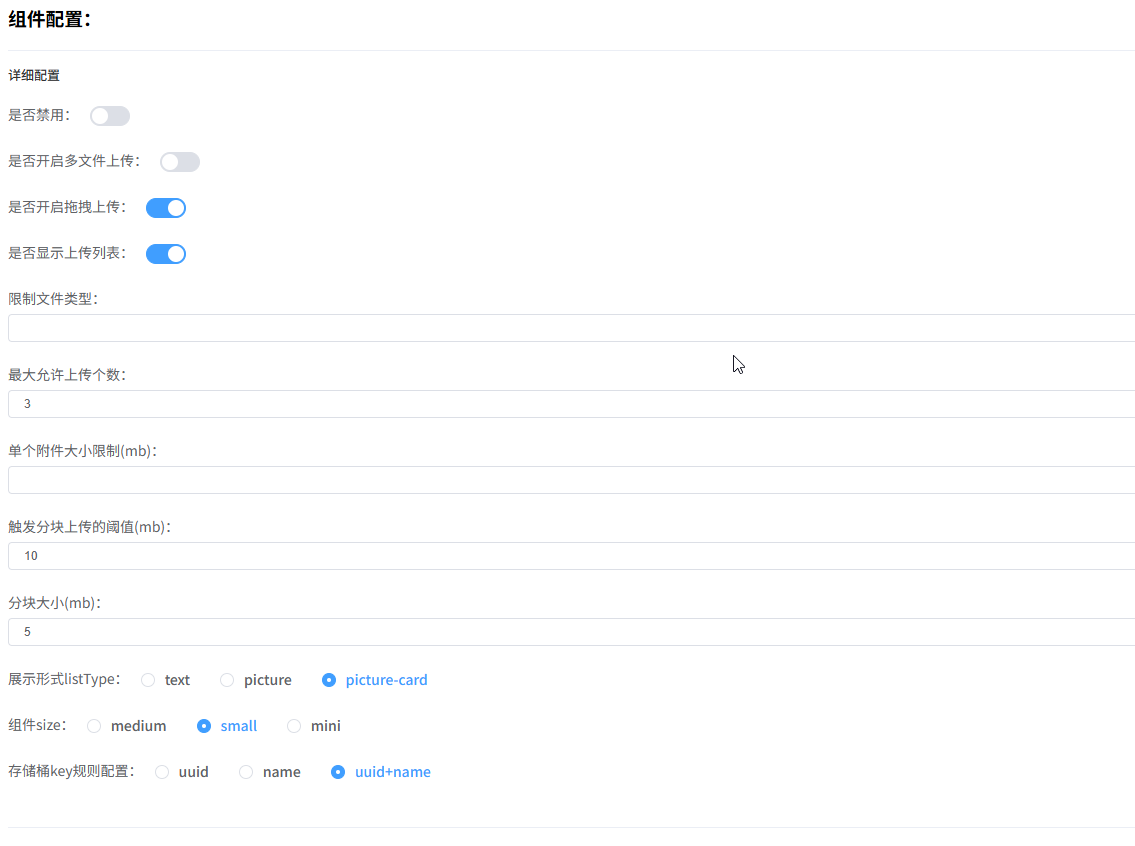 组件配置：
详细配置
是否禁用：
是否开启多文件上传：
是否开启拖拽上传：
是否显示上传列表：
限制文件类型：
最大允许上传个数：
3
单个附件大小限制(mb)：
触发分块上传的阈值(mb)：
10
分块大小(mb)：
5
展示形式listType： text picture picture-card
组件size： medium small mini
存储桶key规则配置： uuid name uuid+name